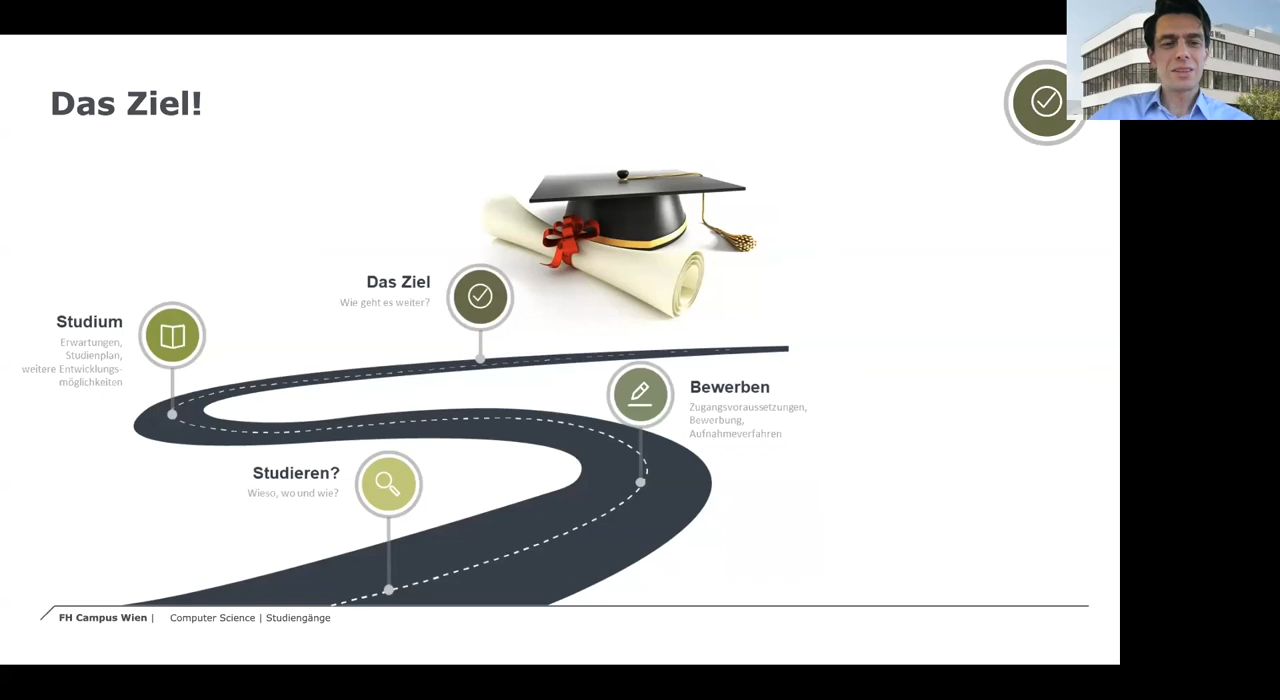 Das Ziel!
Das Ziel
Wie geht es weiter?
Studium
Erwartungen,
Studienplan,
weitere Entwicklungs-
möglichkeiten
Bewerben
Zugangsvoraussetzungen,
Bewerbung,
Aufnahmeverfahren
Studieren?
Wieso, wo und wie?
FH Campus Wien | Computer Science | Studiengänge